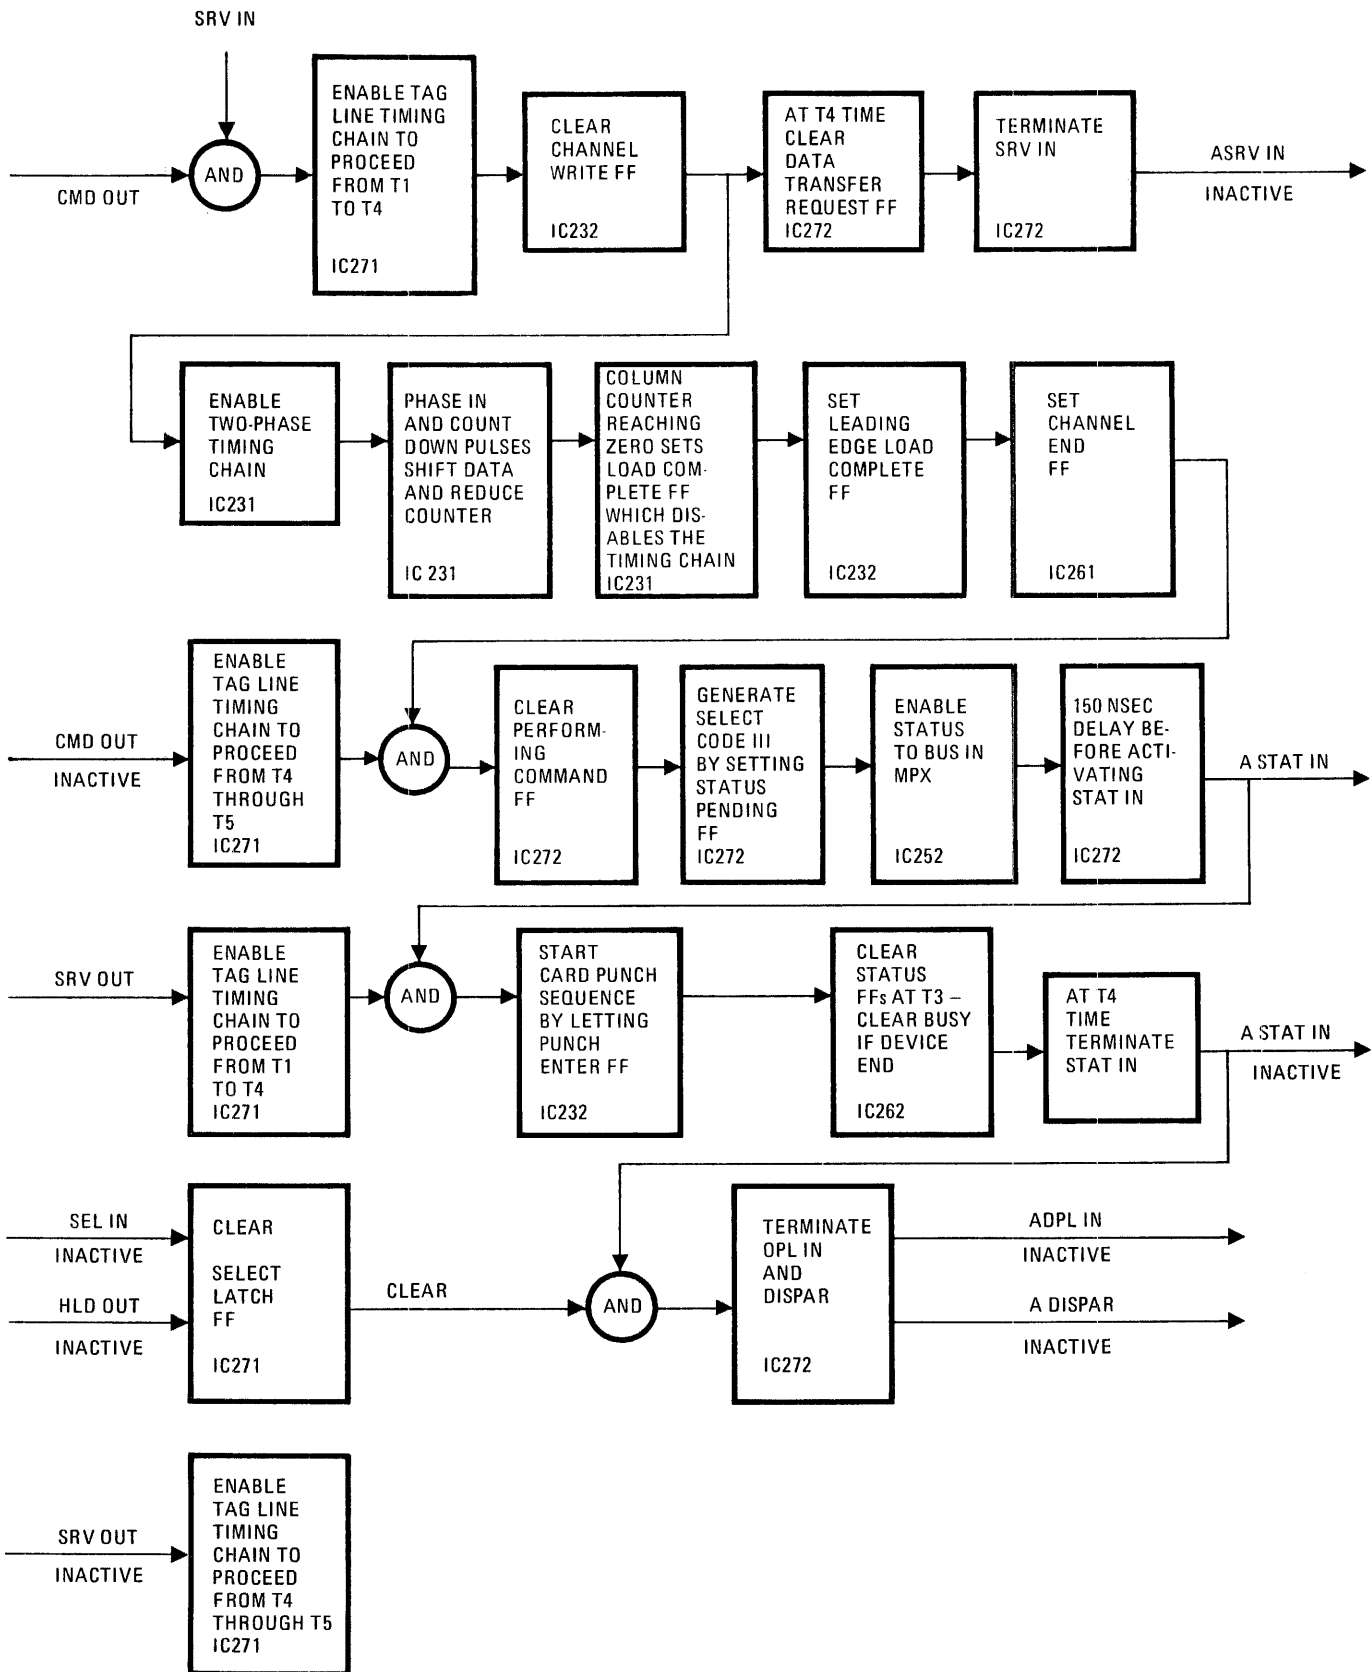 SRV IN
CMD OUT
AND
ENABLE TAG
LINE TIMING
CHAIN TO
PROCEED
FROM T1
TO T4
IC271
CLEAR
CHANNEL
WRITE FF
IC232
AT T4 TIME
CLEAR
DATA
TRANSFER
REQUEST FF
IC272
TERMINATE
SRV IN
IC272
ASRV IN
INACTIVE
ENABLE
TWO-PHASE
TIMING
CHAIN
IC231
PHASE IN
AND COUNT
DOWN PULSES
SHIFT DATA
AND REDUCE
COUNTER
IC 231
COLUMN
COUNTER
REACHING
ZERO SETS
LOAD COM-
PLETE FF
WHICH DIS-
ABLES THE
TIMING CHAIN
IC231
SET
LEADING
EDGE LOAD
COMPLETE
FF
IC232
SET
CHANNEL
END
FF
IC261
CMD OUT
INACTIVE
ENABLE
TAG LINE
TIMING
CHAIN TO
PROCEED
FROM T4
THROUGH
T5
IC271
AND
CLEAR
PERFORM-
ING
COMMAND
FF
IC272
GENERATE
SELECT
CODE III
BY SETTING
STATUS
PENDING
FF
IC272
ENABLE
STATUS
TO BUS IN
MPX
IC252
150 NSEC
DELAY BE-
FORE ACTI-
VATING
STAT IN
IC272
A STAT IN
SRV OUT
ENABLE
TAG LINE
TIMING
CHAIN TO
PROCEED
FROM T1
TO T4
IC271
AND
START
CARD PUNCH
SEQUENCE
BY LETTING
PUNCH
ENTER FF
IC232
CLEAR
STATUS
FFs AT T3 –
CLEAR BUSY
IF DEVICE
END
IC262
AT T4
TIME
TERMINATE
STAT IN
A STAT IN
INACTIVE
SEL IN
INACTIVE
HLD OUT
INACTIVE
CLEAR
SELECT
LATCH
FF
IC271
CLEAR
AND
TERMINATE
OPL IN
AND
DISPAR
IC272
ADPL IN
INACTIVE
A DISPAR
INACTIVE
SRV OUT
INACTIVE
ENABLE
TAG LINE
TIMING
CHAIN TO
PROCEED
FROM T4
THROUGH T5
IC271